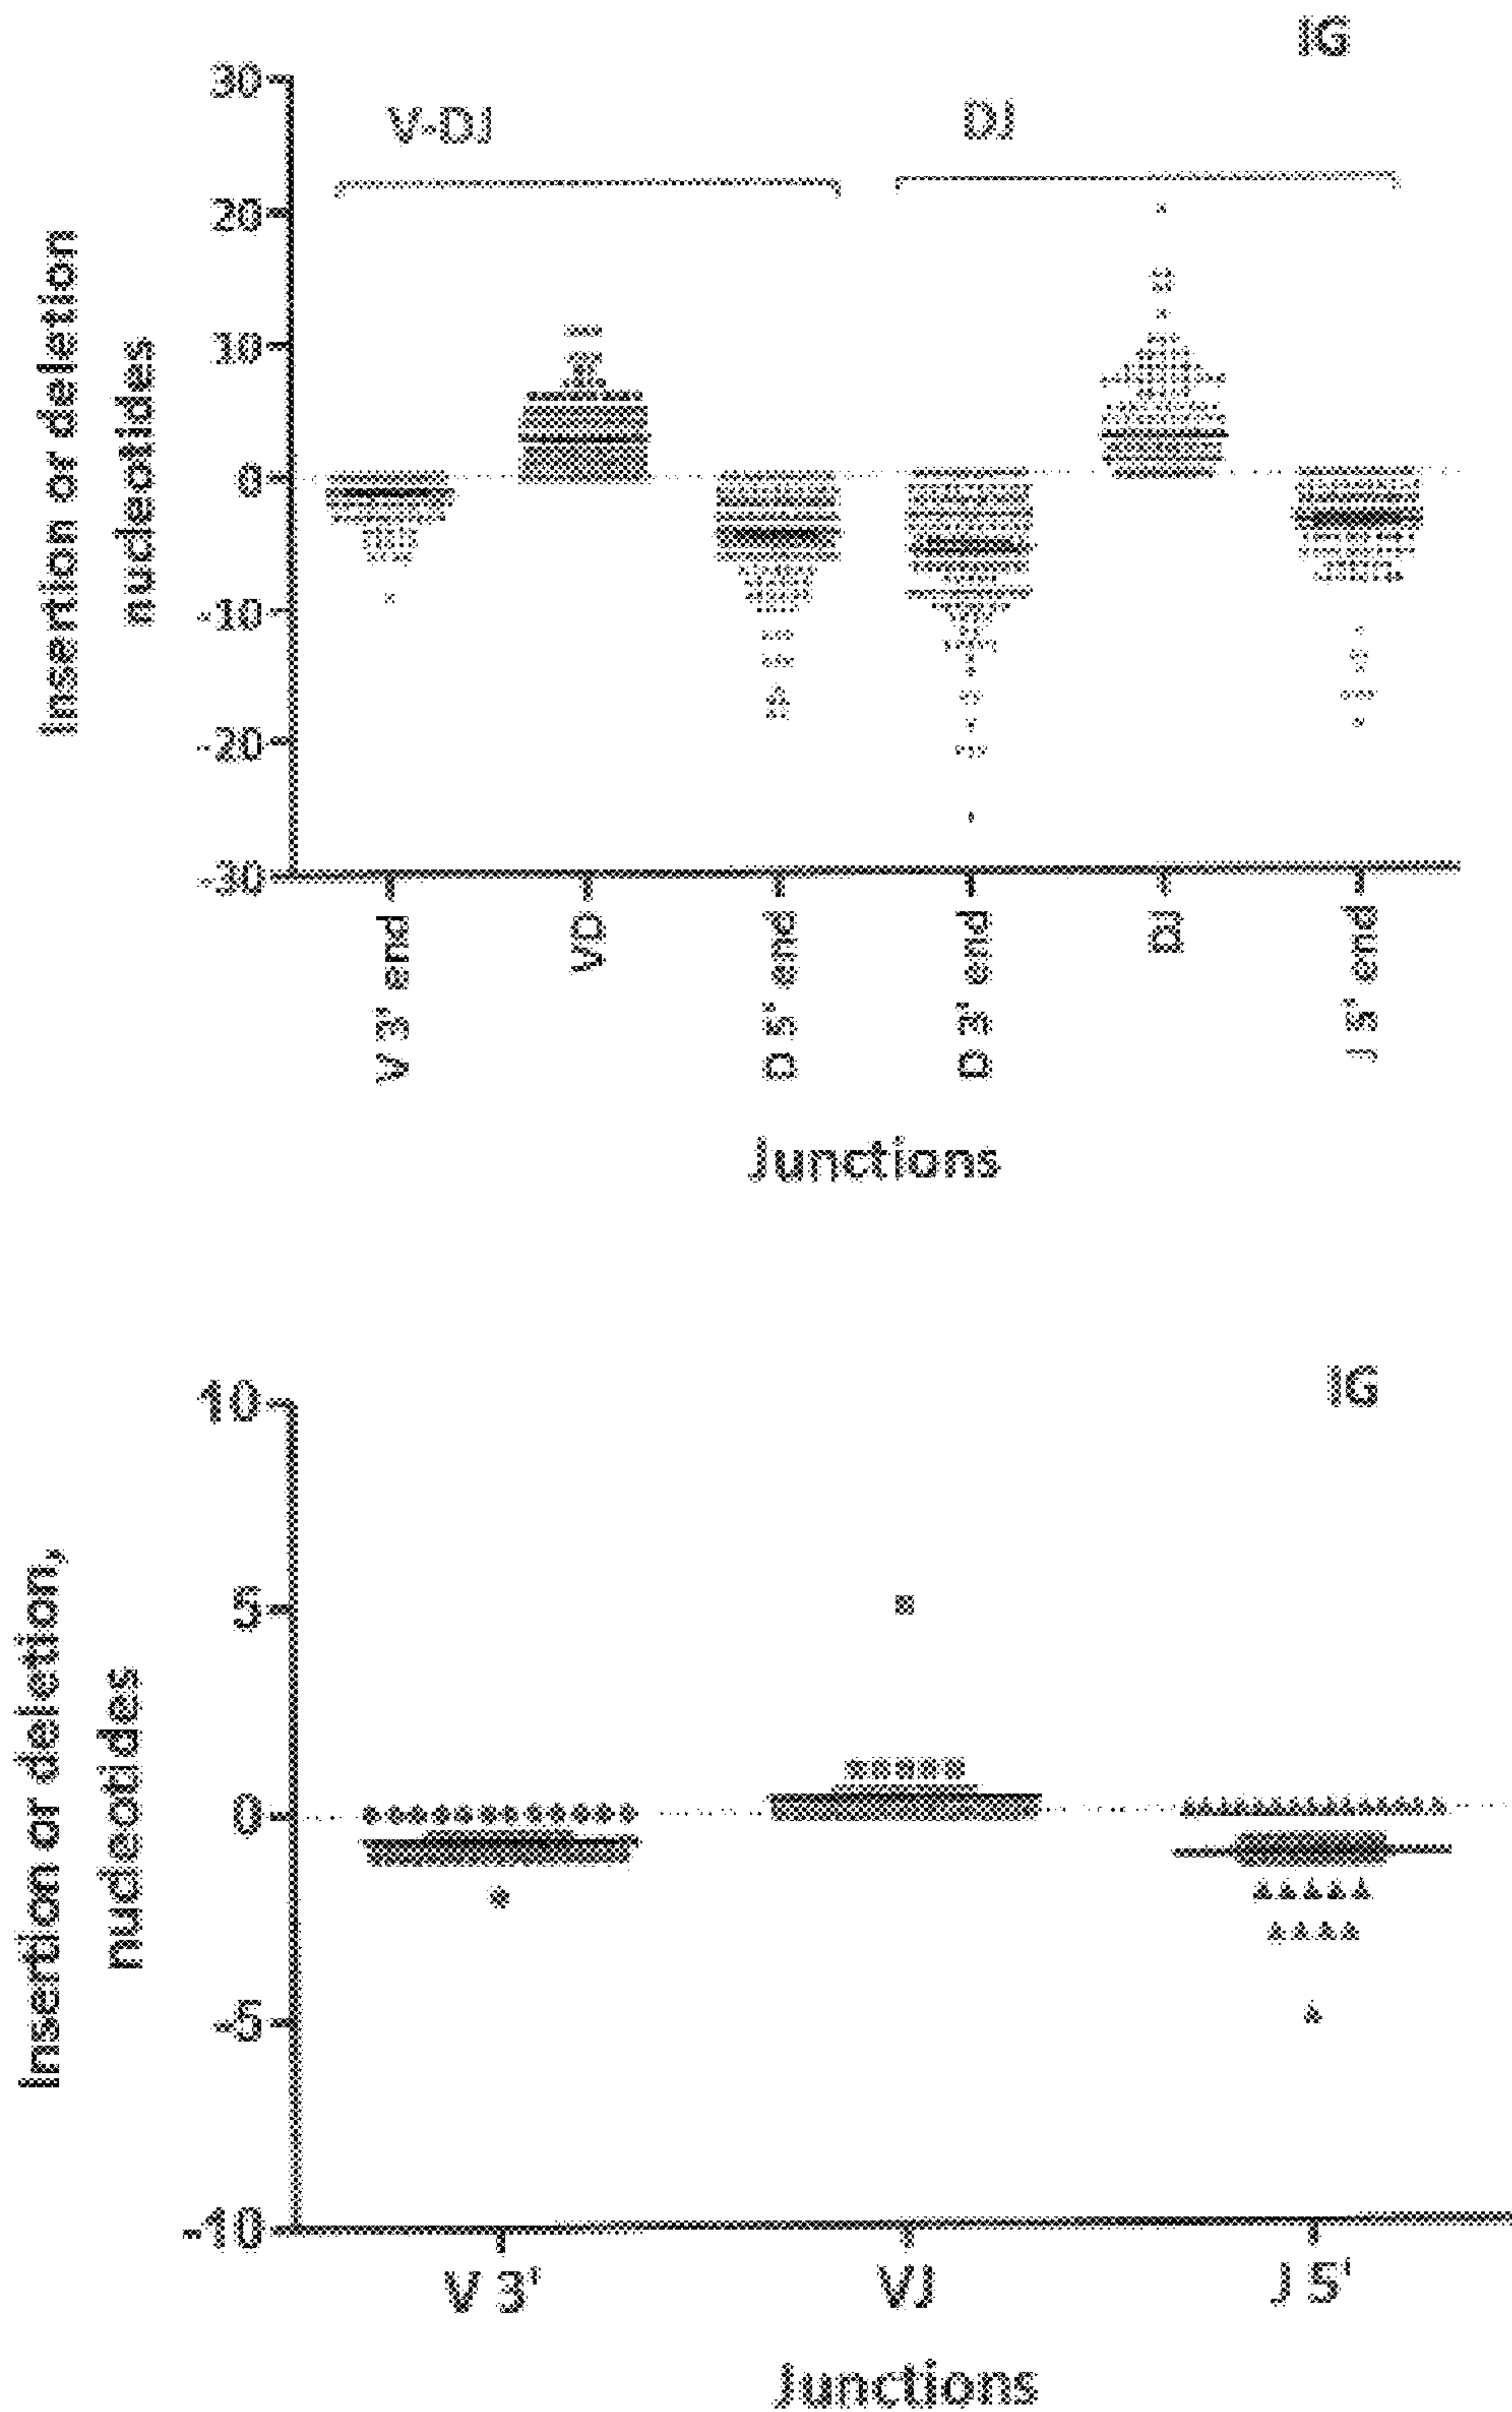 IG
30
V-DJ
DJ
20
10
0
-10
-20
-30
Insertion or deletion
nucleotides
V 3' end
VD
D 5' end
D 3' end
DJ
J 5' end
Junctions
IG
10
5
0
-5
-10
Insertion or deletion,
nucleotides
V 3'
VJ
J 5'
Junctions